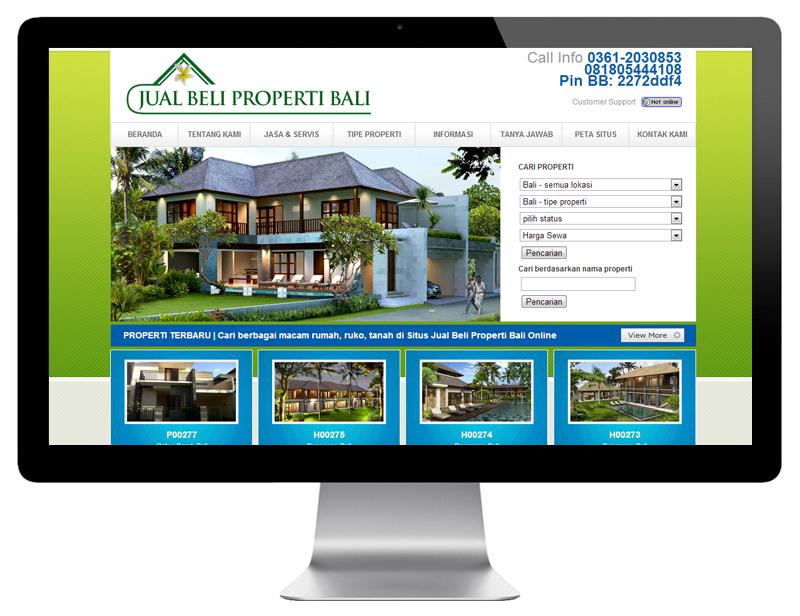 Call Info 0361-2030853
081805444108
Pin BB: 2272ddf4
JUAL BELI PROPERTI BALI
Customer Support Not online
BERANDA TENTANG KAMI JASA & SERVIS TIPE PROPERTI INFORMASI TANYA JAWAB PETA SITUS KONTAK KAMI
CARI PROPERTI
Bali - semua lokasi
Bali - tipe properti
pilih status
Harga Sewa
Pencarian
Cari berdasarkan nama properti
Pencarian
PROPERTI TERBARU | Cari berbagai macam rumah, ruko, tanah di Situs Jual Beli Properti Bali Online View More
P00277 H00275 H00274 H00273